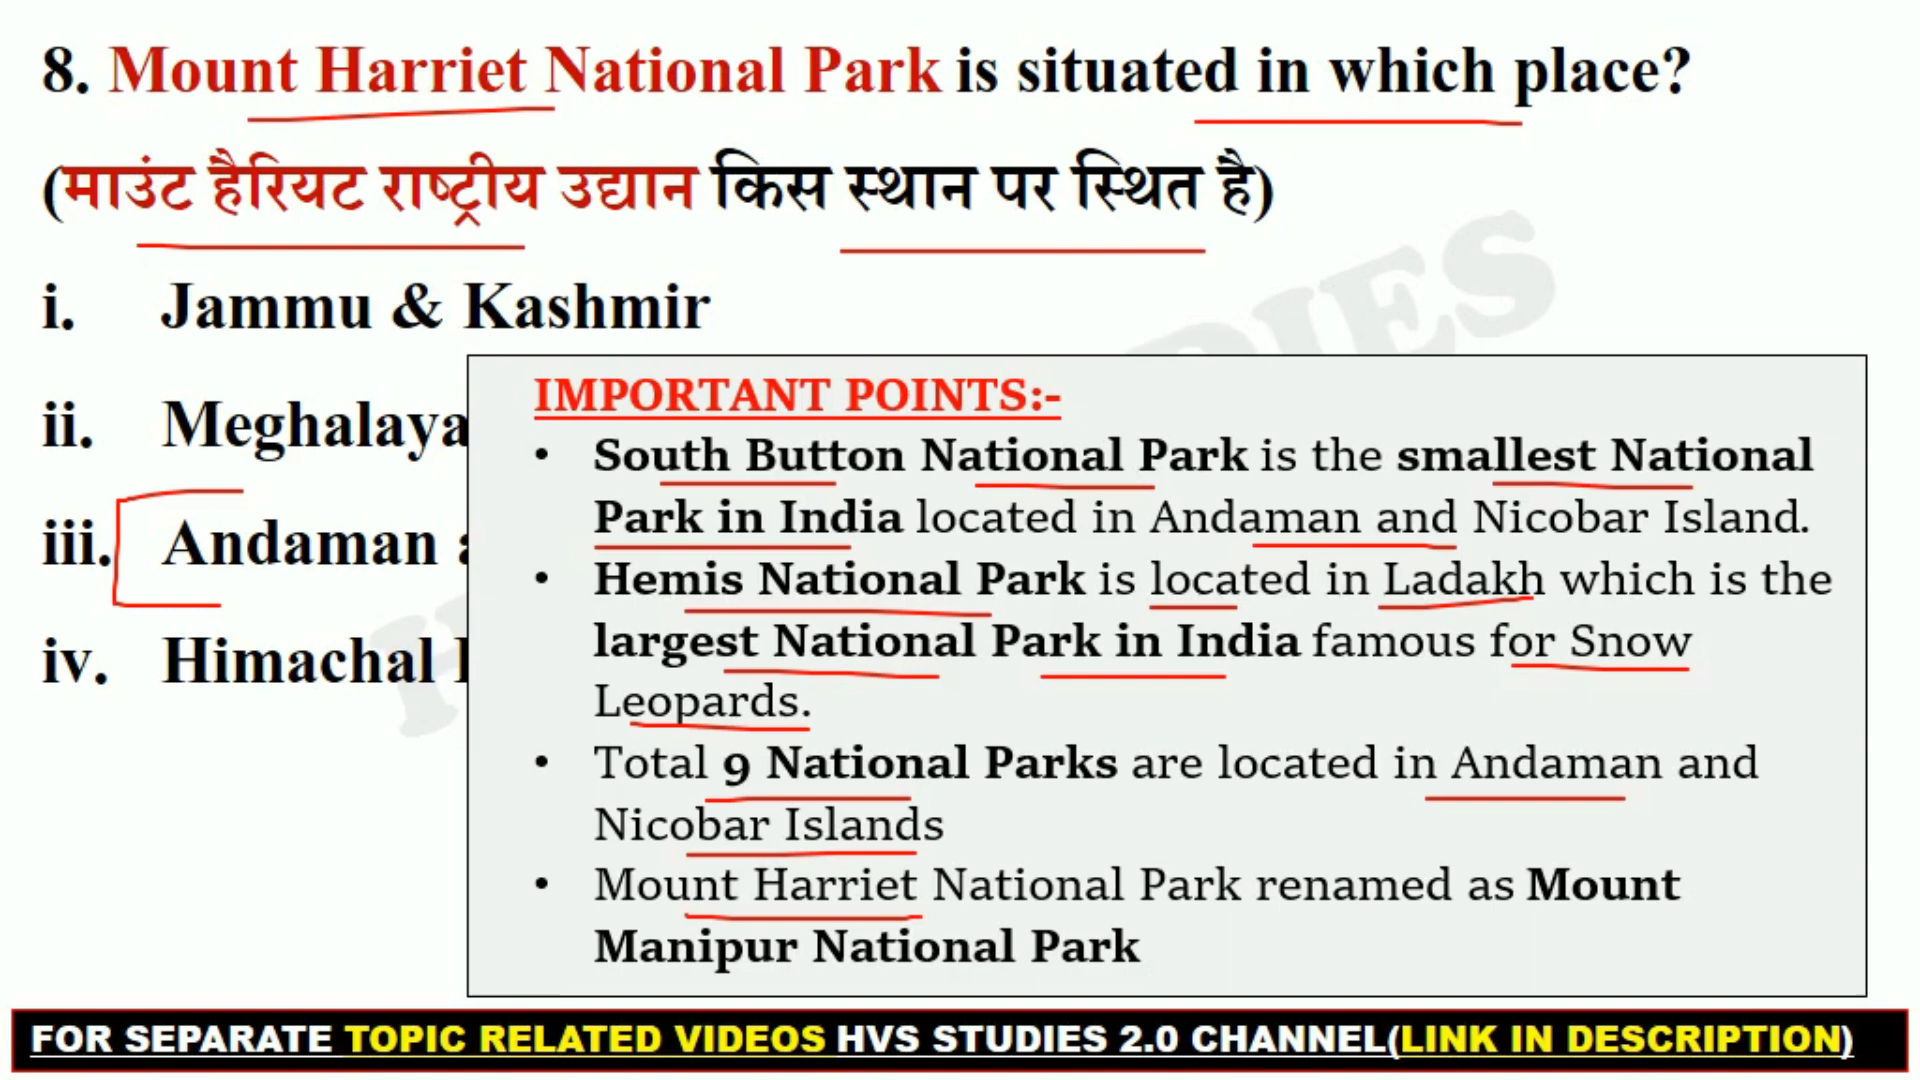 8. Mount Harriet National Park is situated in which place?
(माउंट हैरियट राष्ट्रीय उद्यान किस स्थान पर स्थित है)
i. Jammu & Kashmir
ii. Meghalaya
iii. Andaman
iv. Himachal
IMPORTANT POINTS:-
• South Button National Park is the smallest National
Park in India located in Andaman and Nicobar Island.
• Hemis National Park is located in Ladakh which is the
largest National Park in India famous for Snow
Leopards.
• Total 9 National Parks are located in Andaman and
Nicobar Islands
• Mount Harriet National Park renamed as Mount
Manipur National Park
FOR SEPARATE TOPIC RELATED VIDEOS HVS STUDIES 2.0 CHANNEL(LINK IN DESCRIPTION)